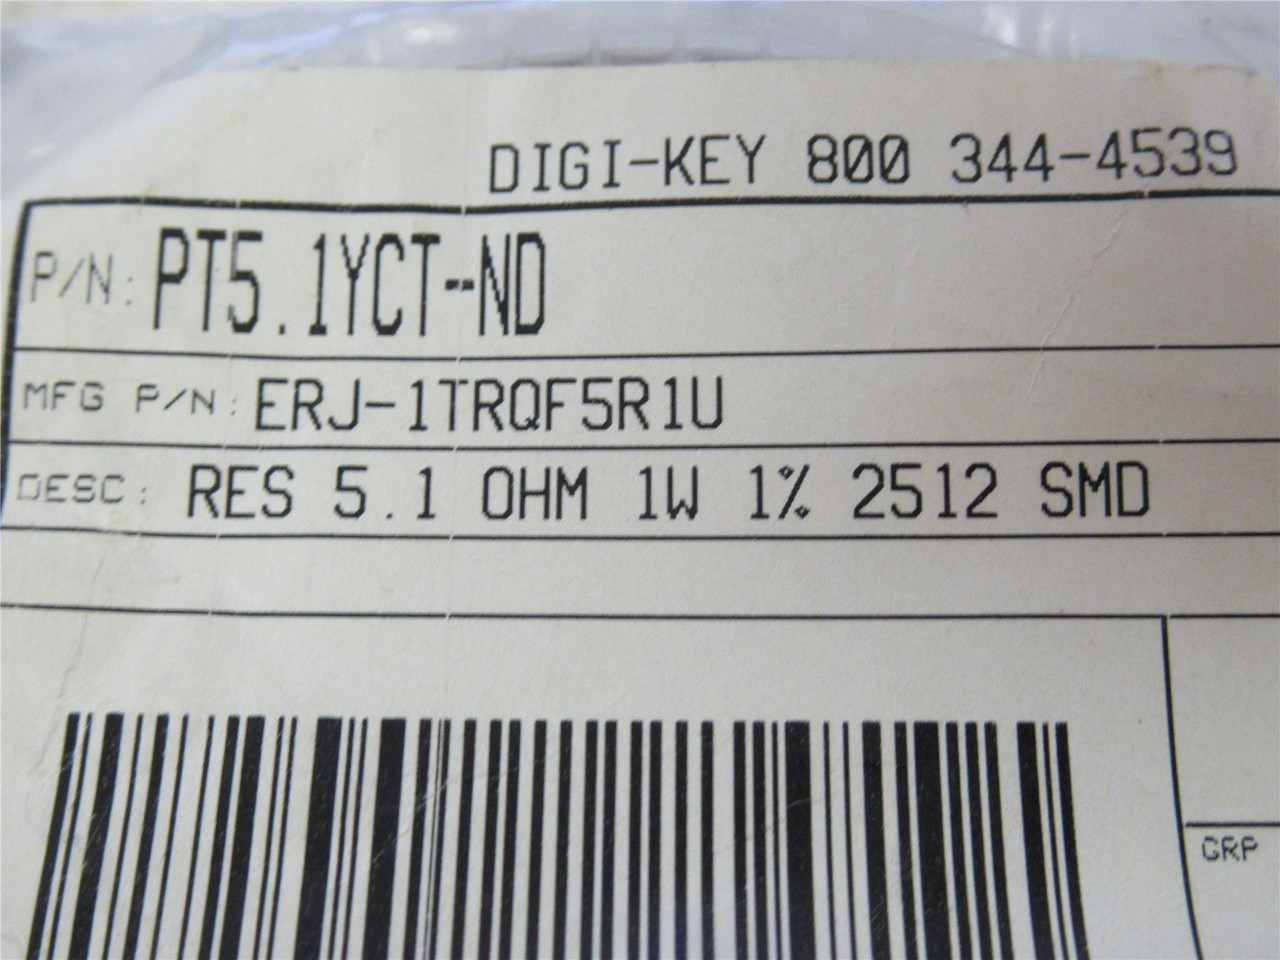 DIGI-KEY 800 344-4539
P/N: PT5.1YCT-ND
MFG P/N: ERJ-1TRQF5R1U
DESC: RES 5.1 OHM 1W 1% 2512 SMD
GRP